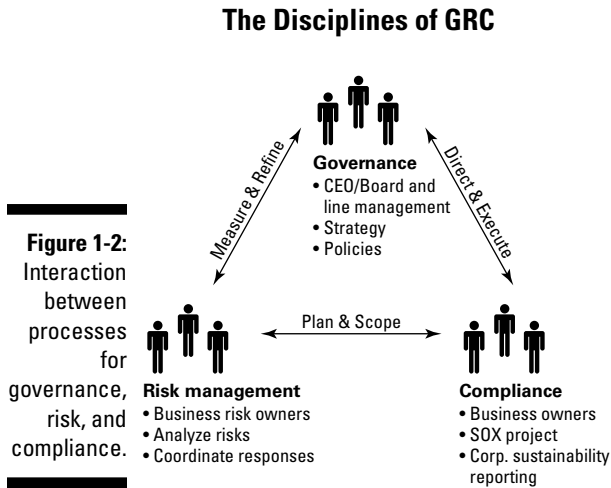 The Disciplines of GRC
Measure & Refine
Direct & Execute
Governance
• CEO/Board and
line management
• Strategy
• Policies
Figure 1-2:
Interaction
between
processes
for
governance,
risk, and
compliance.
Plan & Scope
Risk management
• Business risk owners
• Analyze risks
• Coordinate responses
Compliance
• Business owners
• SOX project
• Corp. sustainability
reporting